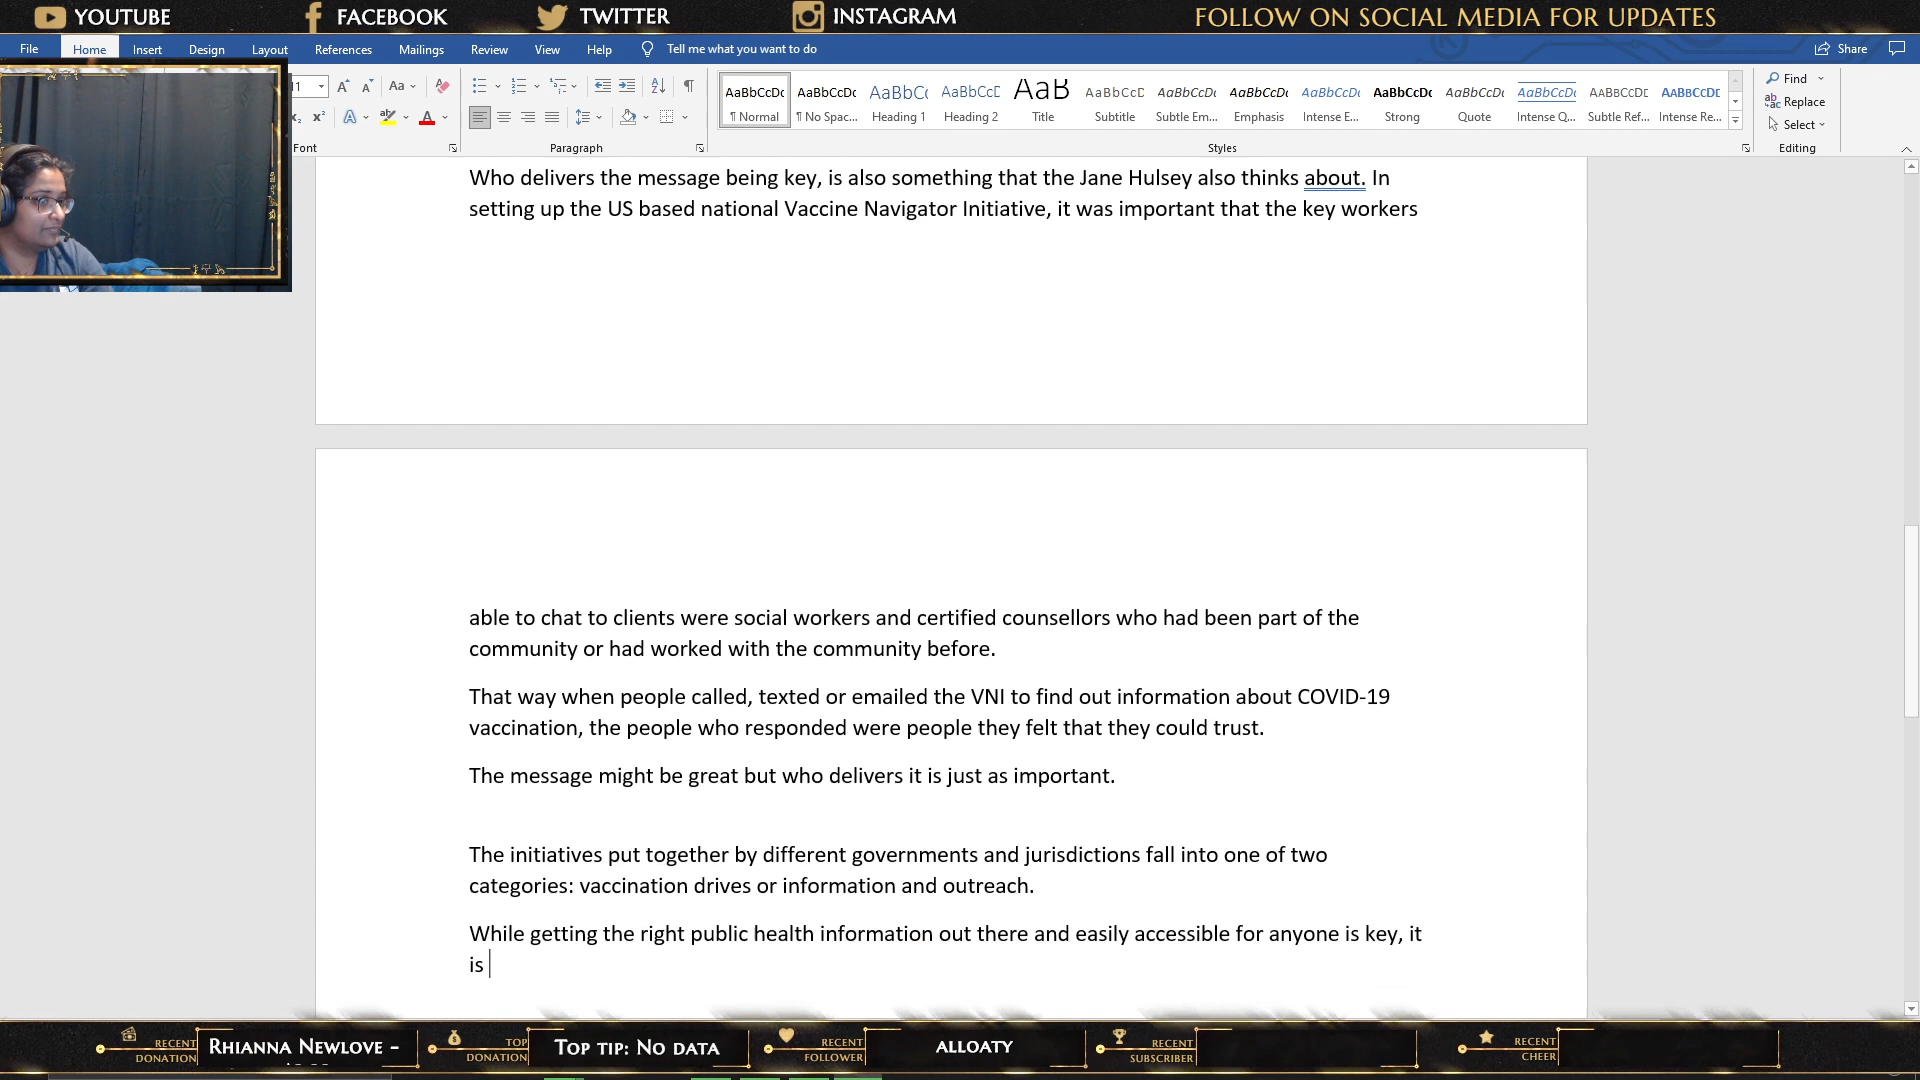 YOUTUBE FACEBOOK TWITTER INSTAGRAM FOLLOW ON SOCIAL MEDIA FOR UPDATES
File Home Insert Design Layout References Mailings Review View Help Tell me what you want to do Share
Aa Find
AaBbCcDc AaBbCcDc AaBbC AaBbCcD AaB AaBbCcD AaBbCcDc AaBbCcDc AaBbCcDc AaBbCcDc AaBbCcDc AaBbCcDc AaBbCcDc AaBbCcDc Replace
¶ Normal ¶ No Spac... Heading 1 Heading 2 Title Subtitle Subtle Em... Emphasis Intense E... Strong Quote Intense Q... Subtle Ref... Intense Re... Select
Font Paragraph Styles Editing
Who delivers the message being key, is also something that the Jane Hulsey also thinks about. In
setting up the US based national Vaccine Navigator Initiative, it was important that the key workers
able to chat to clients were social workers and certified counsellors who had been part of the
community or had worked with the community before.
That way when people called, texted or emailed the VNI to find out information about COVID-19
vaccination, the people who responded were people they felt that they could trust.
The message might be great but who delivers it is just as important.
The initiatives put together by different governments and jurisdictions fall into one of two
categories: vaccination drives or information and outreach.
While getting the right public health information out there and easily accessible for anyone is key, it
is
RECENT DONATION Rhianna Newlove - TOP DONATION Top tip: No data RECENT FOLLOWER ALLOATY RECENT SUBSCRIBER RECENT CHEER